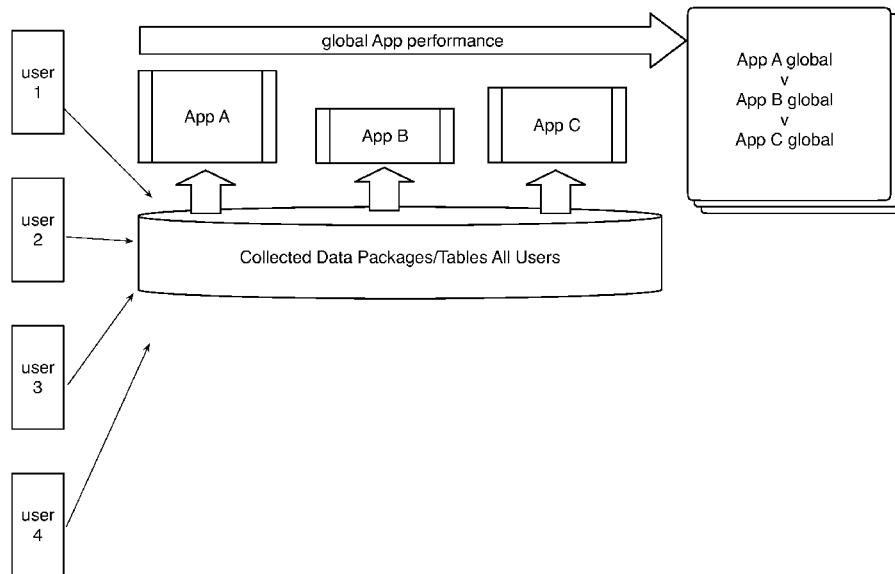 global App performance
user
1
App A
App B
App C
App A global
v
App B global
v
App C global
user
2
Collected Data Packages/Tables All Users
user
3
user
4